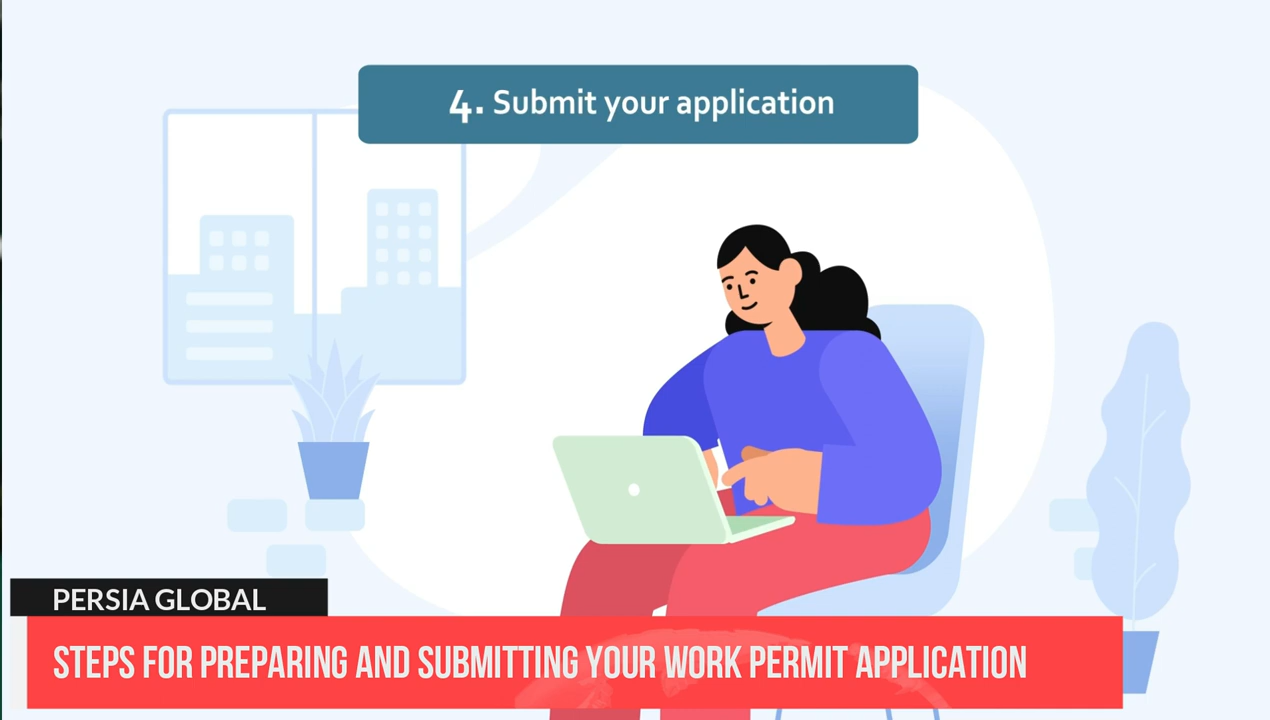 4. Submit your application
PERSIA GLOBAL
STEPS FOR PREPARING AND SUBMITTING YOUR WORK PERMIT APPLICATION